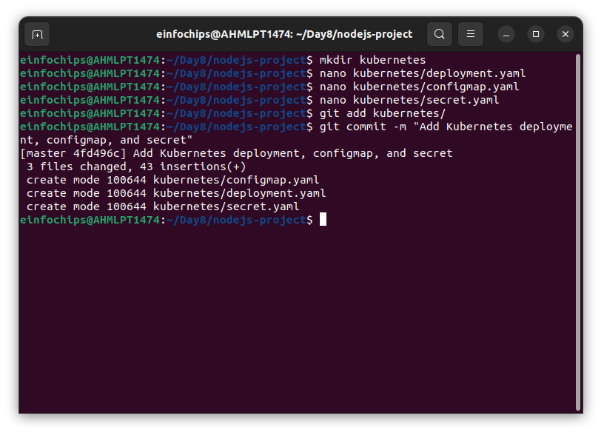 einfochips@AHMLPT1474: ~/Day8/nodejs-project
einfochips@AHMLPT1474:~/Day8/nodejs-project$ mkdir kubernetes
einfochips@AHMLPT1474:~/Day8/nodejs-project$ nano kubernetes/deployment.yaml
einfochips@AHMLPT1474:~/Day8/nodejs-project$ nano kubernetes/configmap.yaml
einfochips@AHMLPT1474:~/Day8/nodejs-project$ nano kubernetes/secret.yaml
einfochips@AHMLPT1474:~/Day8/nodejs-project$ git add kubernetes/
einfochips@AHMLPT1474:~/Day8/nodejs-project$ git commit -m "Add Kubernetes deployme
nt, configmap, and secret"
[master 4fd496c] Add Kubernetes deployment, configmap, and secret
 3 files changed, 43 insertions(+)
 create mode 100644 kubernetes/configmap.yaml
 create mode 100644 kubernetes/deployment.yaml
 create mode 100644 kubernetes/secret.yaml
einfochips@AHMLPT1474:~/Day8/nodejs-project$